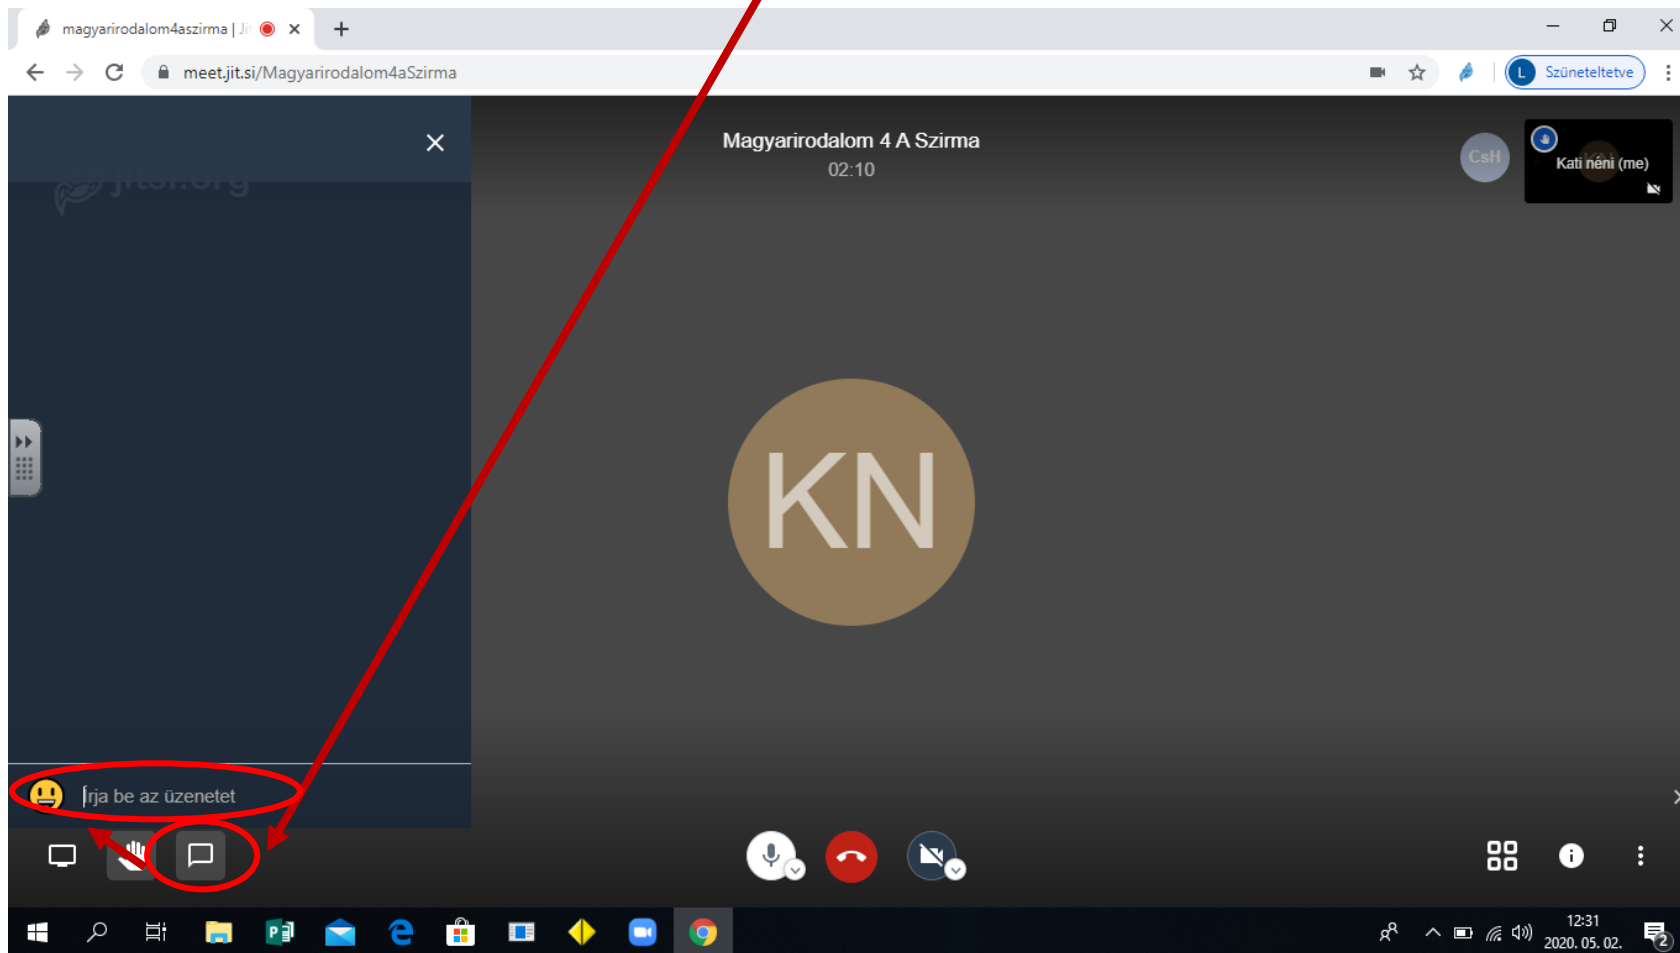 magyarirodalom4aszirma | Ji
meet.jit.si/Magyarirodalom4aSzirma
L
Szüneteltetve
jitsi.org
Magyarirodalom 4 A Szirma
02:10
CsH
Kati néni (me)
KN
Írja be az üzenetet
12:31
2020. 05. 02.
2